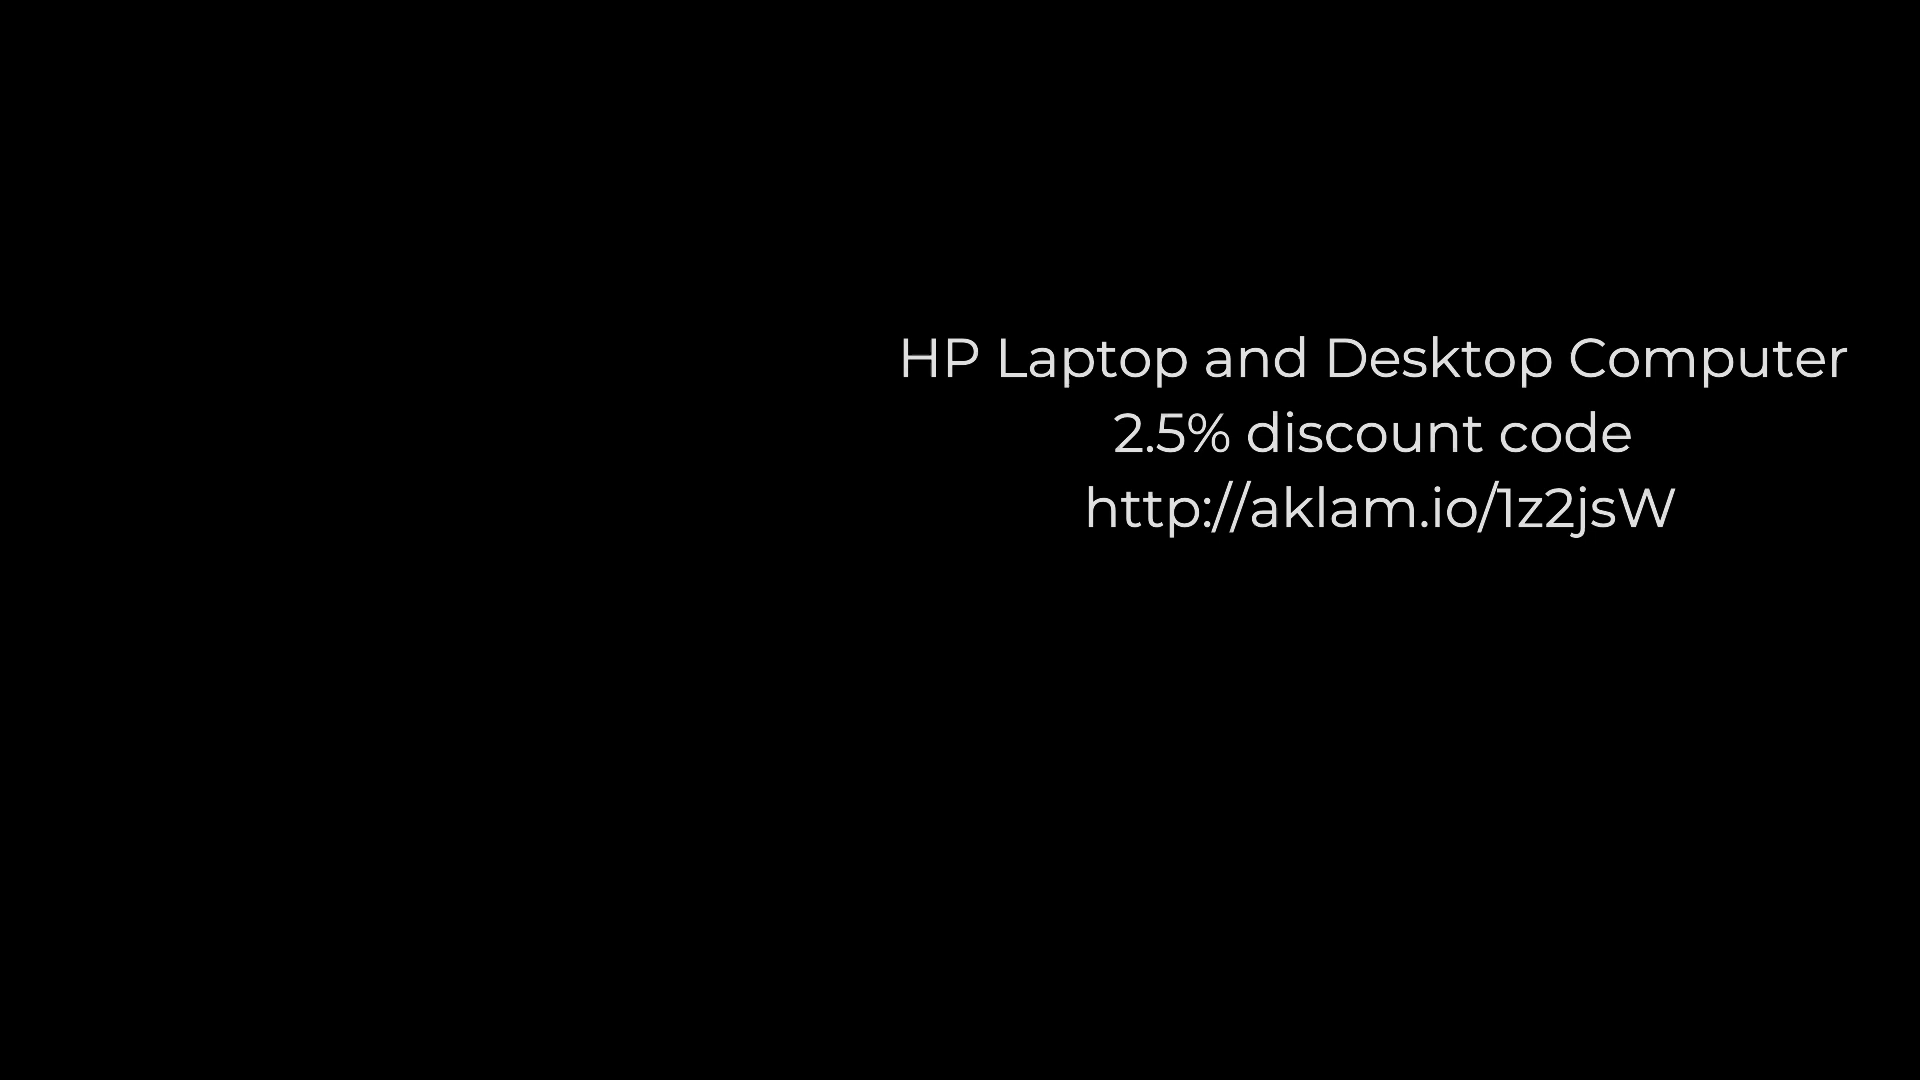 HP Laptop and Desktop Computer
2.5% discount code
http://aklam.io/1z2jsW